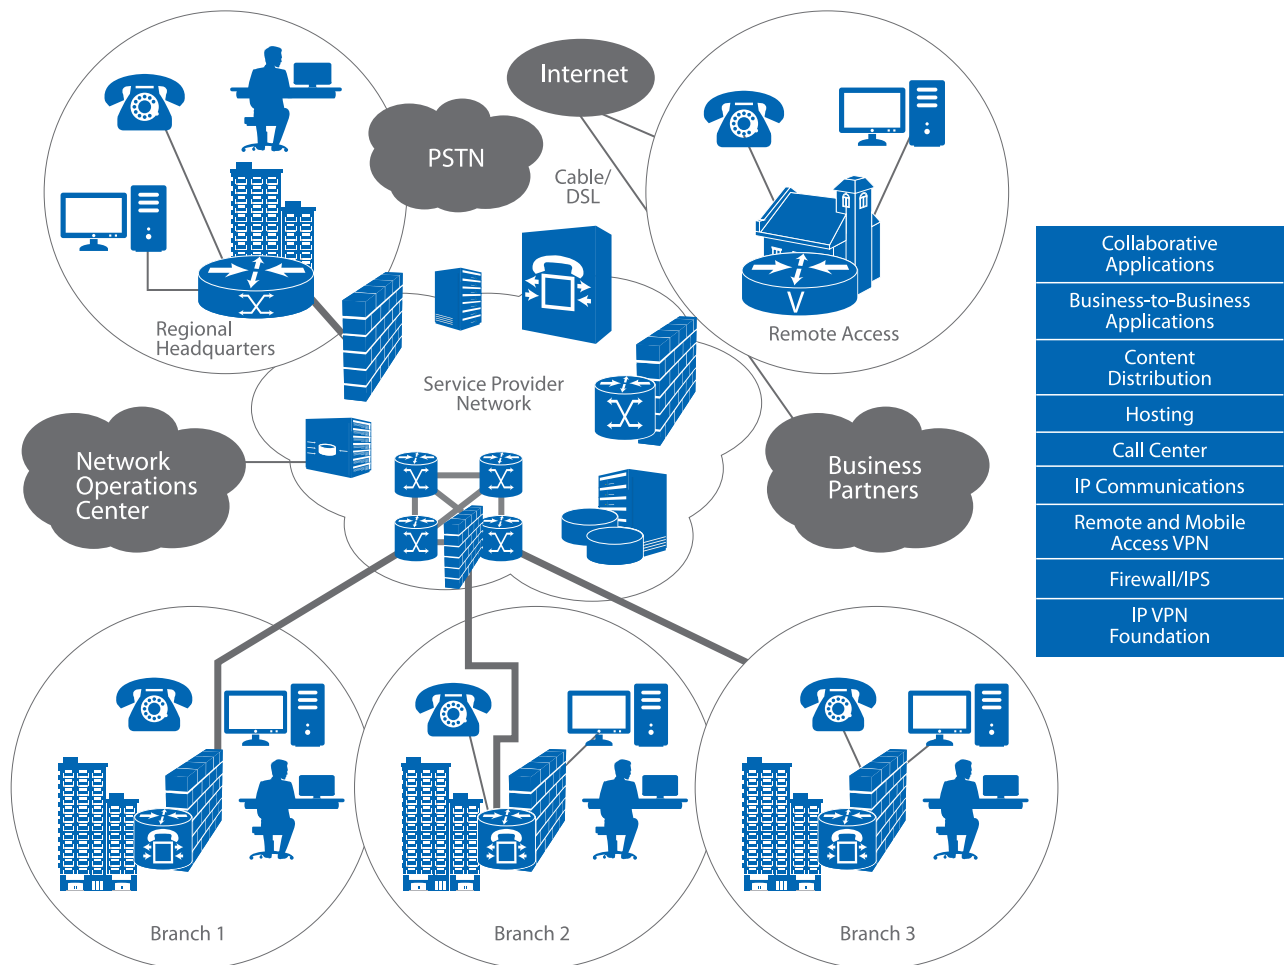 Internet
PSTN
Cable/
DSL
Regional
Headquarters
Remote Access
V
Service Provider
Network
Network
Operations
Center
Business
Partners
Collaborative
Applications
Business-to-Business
Applications
Content
Distribution
Hosting
Call Center
IP Communications
Remote and Mobile
Access VPN
Firewall/IPS
IP VPN
Foundation
Branch 1
Branch 2
Branch 3